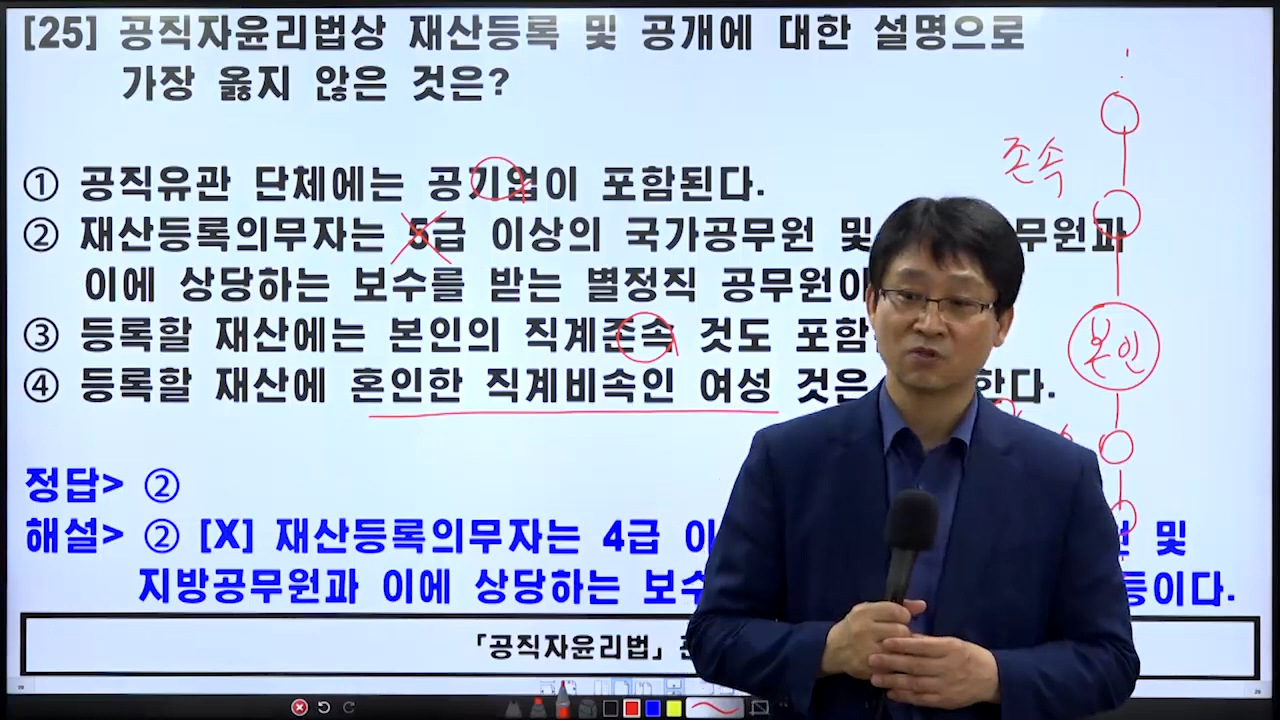 [25] 공직자윤리법상 재산등록 및 공개에 대한 설명으로
가장 옳지 않은 것은?
존속
① 공직유관 단체에는 공기업이 포함된다.
② 재산등록의무자는 5급 이상의 국가공무원 및 무원과
이에 상당하는 보수를 받는 별정직 공무원이
본인
③ 등록할 재산에는 본인의 직계존속 것도 포함
④ 등록할 재산에 혼인한 직계비속인 여성 것은 한다.
정답> ②
해설> ② [X] 재산등록의무자는 4급 이 및
지방공무원과 이에 상당하는 보수 등이다.
「공직자윤리법」